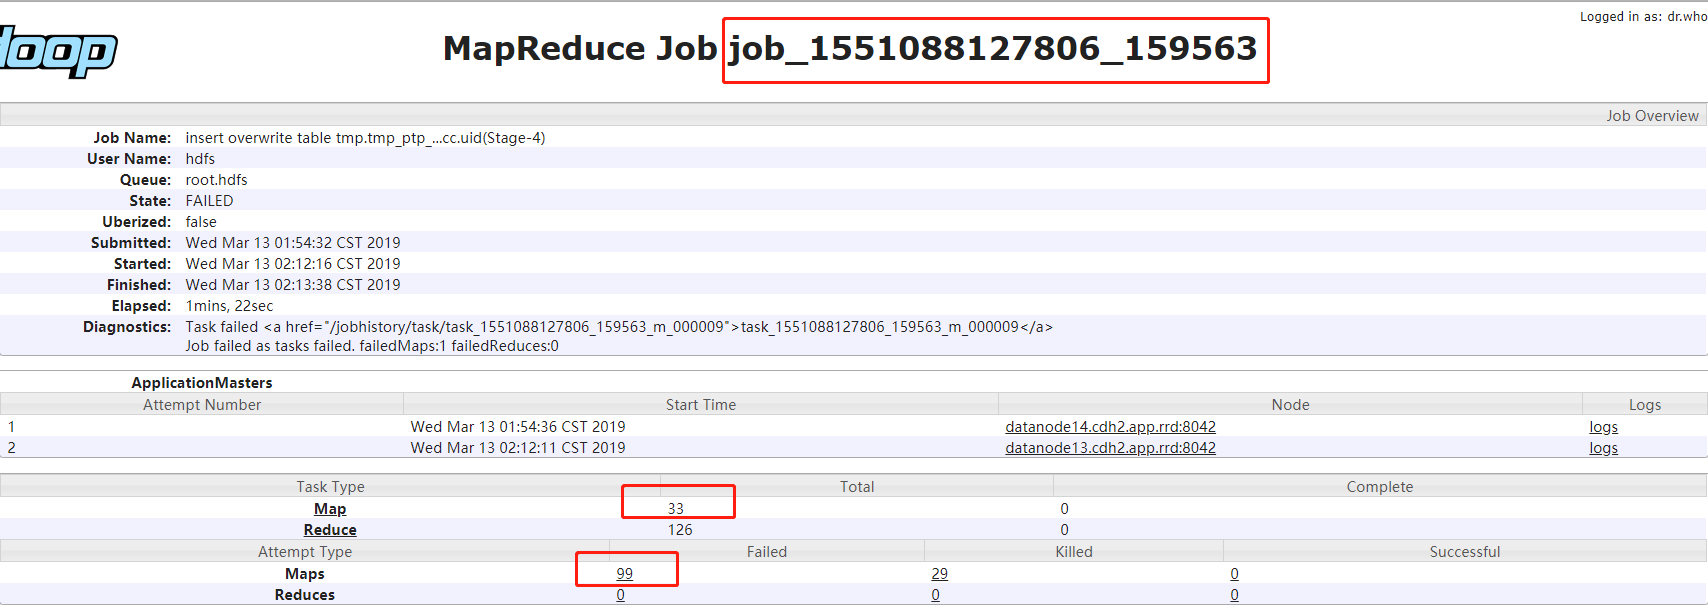 Logged in as: dr.who
doop
MapReduce Job job_1551088127806_159563
Job Overview
Job Name: insert overwrite table tmp.tmp_ptp_...cc.uid(Stage-4)
User Name: hdfs
Queue: root.hdfs
State: FAILED
Uberized: false
Submitted: Wed Mar 13 01:54:32 CST 2019
Started: Wed Mar 13 02:12:16 CST 2019
Finished: Wed Mar 13 02:13:38 CST 2019
Elapsed: 1mins, 22sec
Diagnostics: Task failed <a href="/jobhistory/task/task_1551088127806_159563_m_000009">task_1551088127806_159563_m_000009</a>
Job failed as tasks failed. failedMaps:1 failedReduces:0
ApplicationMasters
Attempt Number Start Time Node Logs
1 Wed Mar 13 01:54:36 CST 2019 datanode14.cdh2.app.rrd:8042 logs
2 Wed Mar 13 02:12:11 CST 2019 datanode13.cdh2.app.rrd:8042 logs
Task Type Total Complete
Map 33 0
Reduce 126 0
Attempt Type Failed Killed Successful
Maps 99 29 0
Reduces 0 0 0